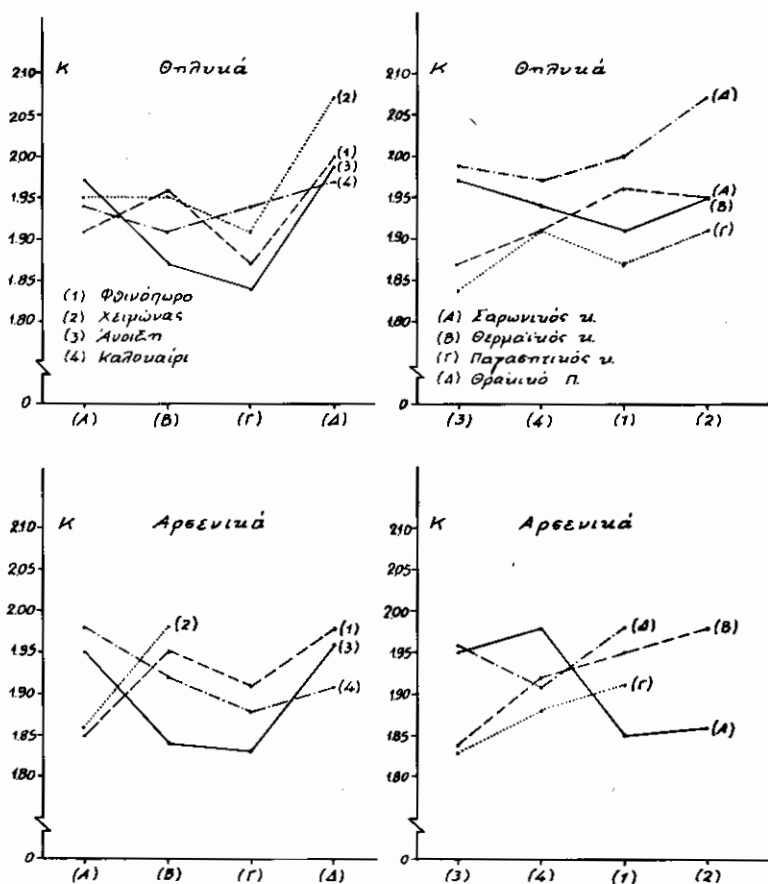 K Θηλυκά
2.10
2.05
2.00
1.95
1.90
1.85
1.80
0
(2)
(1)
(3)
(4)
(1) Φθινόπωρο
(2) Χειμώνας
(3) Άνοιξη
(4) Καλοκαίρι
(Α) (Β) (Γ) (Δ)
K Θηλυκά
2.10
2.05
2.00
1.95
1.90
1.85
1.80
0
(Δ)
(Α)
(Β)
(Γ)
(Α) Σαρωνικός κ.
(Β) Θερμαϊκός κ.
(Γ) Παγασητικός κ.
(Δ) Θρακικό Π.
(3) (4) (1) (2)
K Αρσενικά
2.10
2.05
2.00
1.95
1.90
1.85
1.80
0
(2)
(1)
(3)
(4)
(Α) (Β) (Γ) (Δ)
K Αρσενικά
2.10
2.05
2.00
1.95
1.90
1.85
1.80
0
(Δ)
(Β)
(Γ)
(Α)
(3) (4) (1) (2)